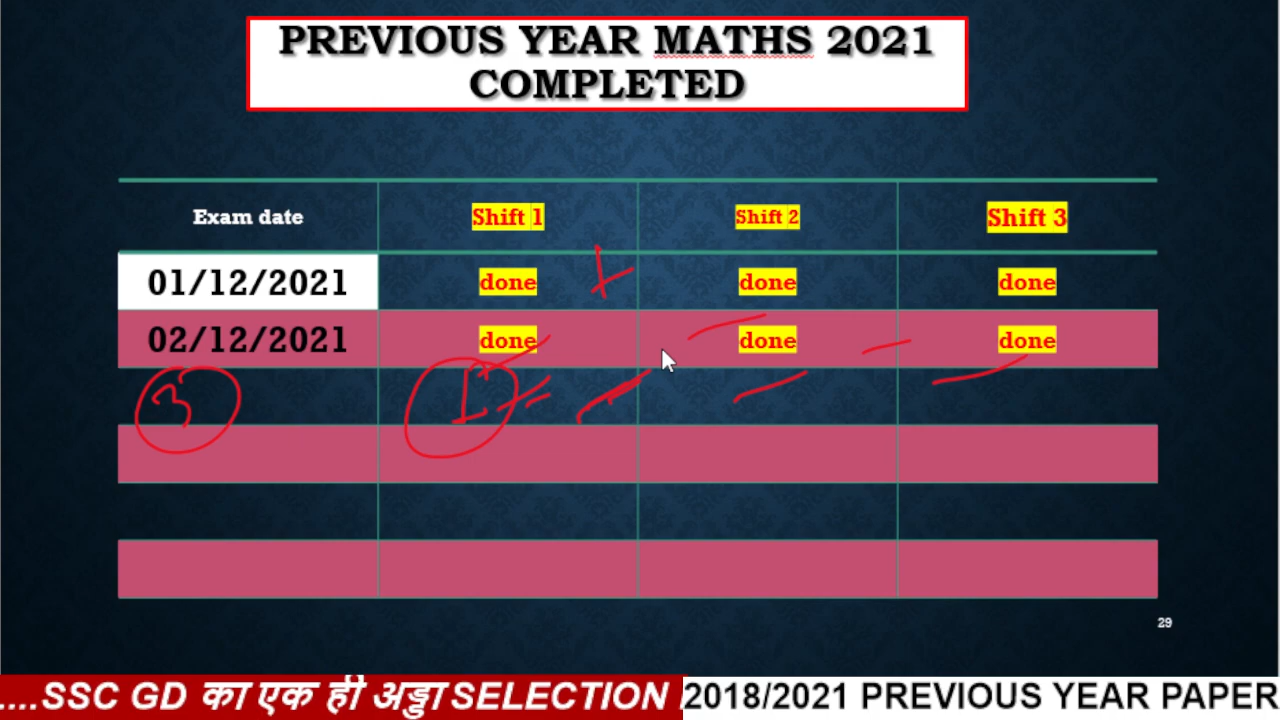 PREVIOUS YEAR MATHS 2021
COMPLETED
Exam date Shift 1 Shift 2 Shift 3
01/12/2021 done done done
02/12/2021 done done done
3 I
29
....SSC GD का एक ही अड्डा SELECTION 2018/2021 PREVIOUS YEAR PAPER